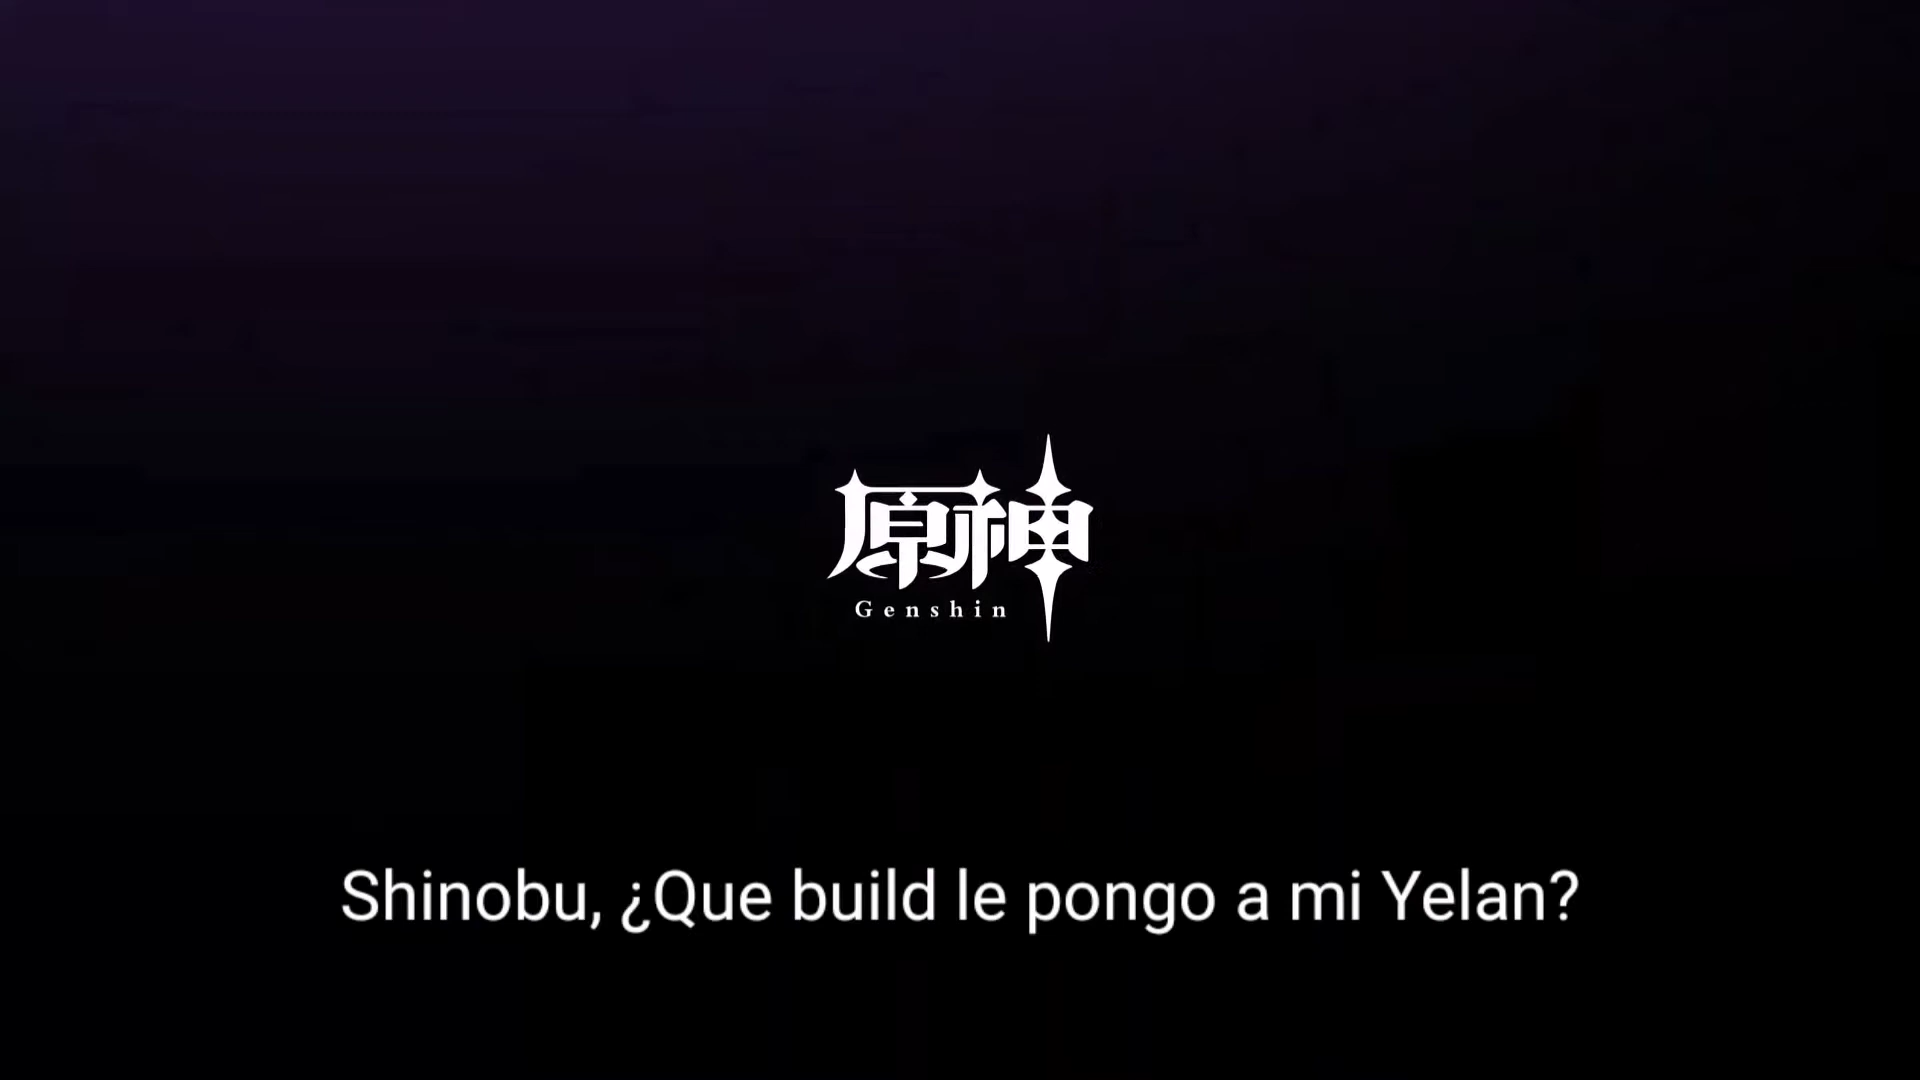 原神
Genshin
Shinobu, ¿Que build le pongo a mi Yelan?